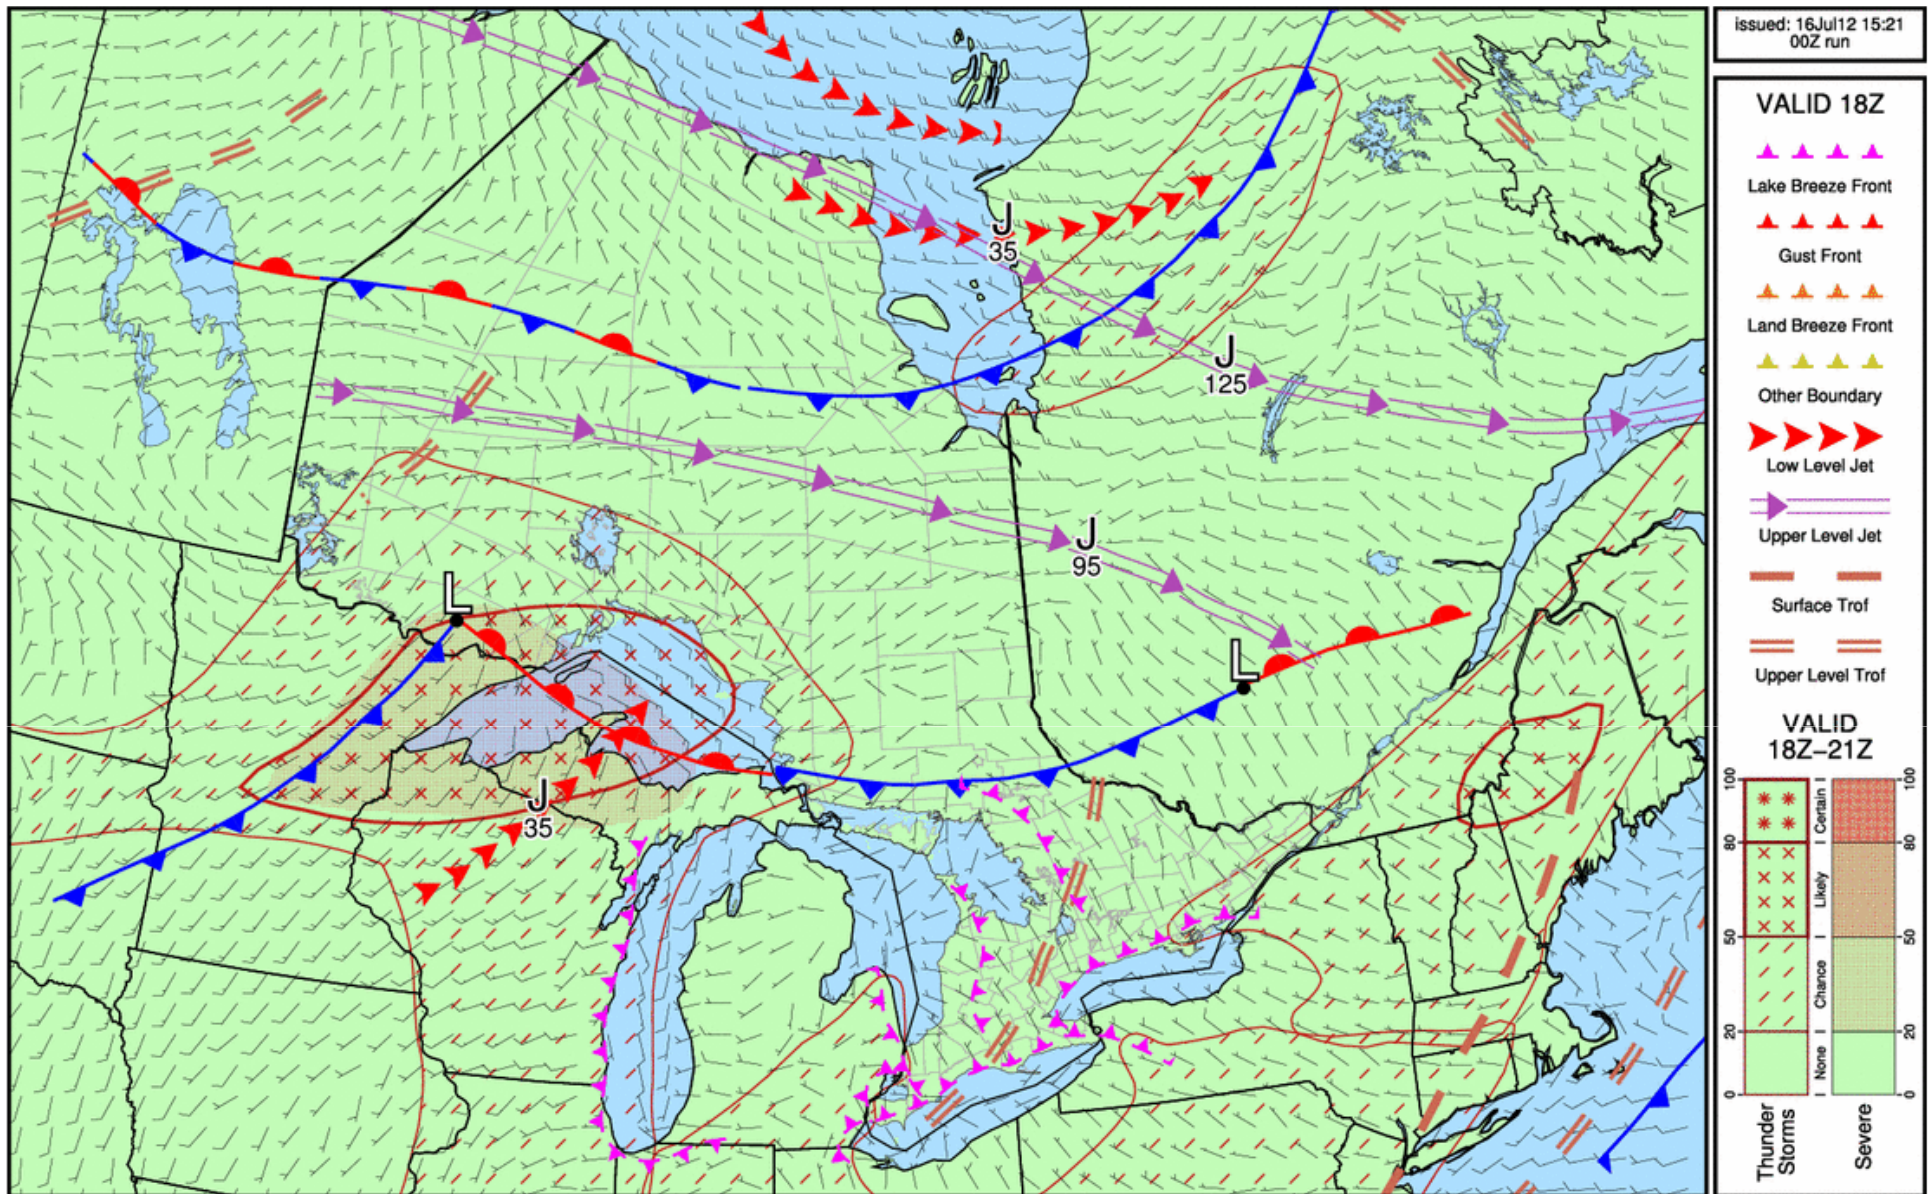 issued: 16Jul12 15:21
00Z run
VALID 18Z
Lake Breeze Front
Gust Front
Land Breeze Front
Other Boundary
Low Level Jet
Upper Level Jet
Surface Trof
Upper Level Trof
VALID
18Z–21Z
100
80
50
20
0
Certain
Likely
Chance
None
100
80
50
20
0
Thunder
Storms
Severe
J
35
J
125
J
95
L
L
J
35